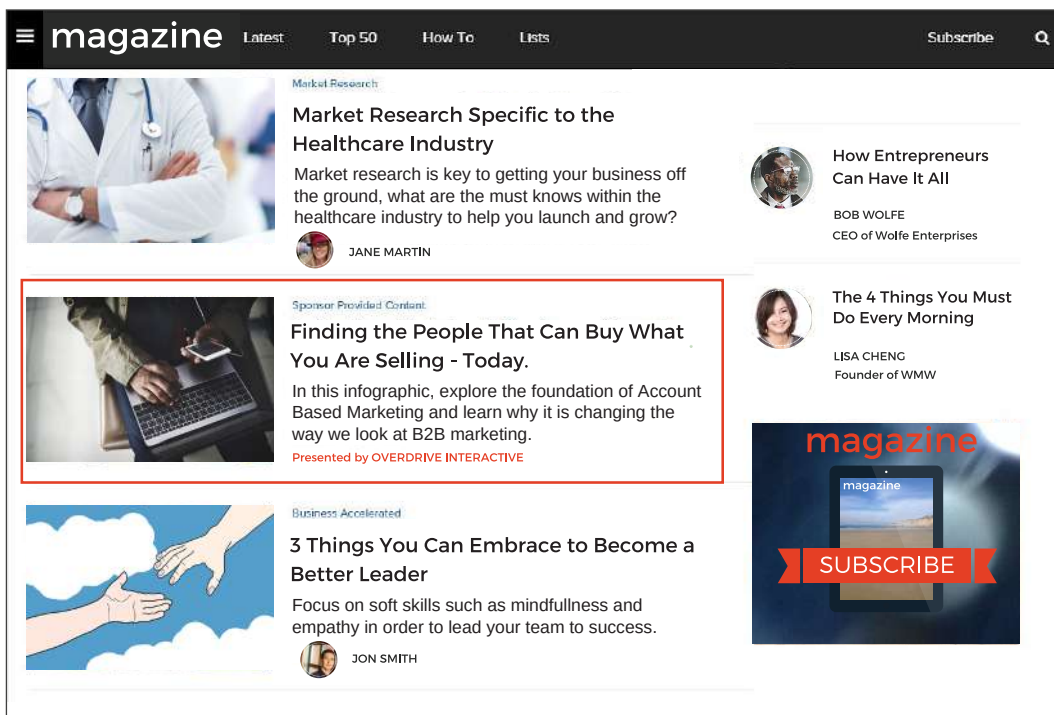 magazine Latest Top 50 How To Lists Subscribe
Market Research
Market Research Specific to the
Healthcare Industry
Market research is key to getting your business off
the ground, what are the must knows within the
healthcare industry to help you launch and grow?
JANE MARTIN
Sponsor Provided Content
Finding the People That Can Buy What
You Are Selling - Today.
In this infographic, explore the foundation of Account
Based Marketing and learn why it is changing the
way we look at B2B marketing.
Presented by OVERDRIVE INTERACTIVE
Business Accelerated
3 Things You Can Embrace to Become a
Better Leader
Focus on soft skills such as mindfullness and
empathy in order to lead your team to success.
JON SMITH
How Entrepreneurs
Can Have It All
BOB WOLFE
CEO of Wolfe Enterprises
The 4 Things You Must
Do Every Morning
LISA CHENG
Founder of WMW
magazine
magazine
SUBSCRIBE